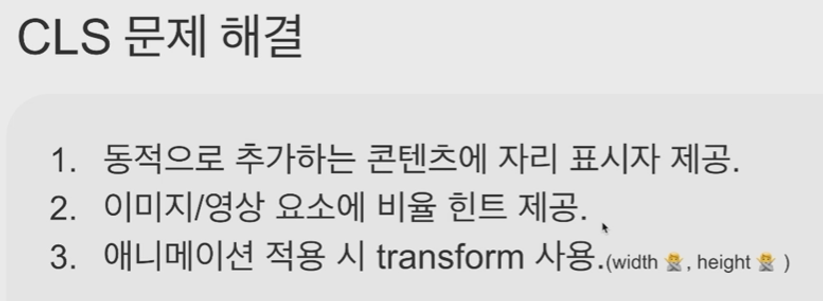 CLS 문제 해결
1. 동적으로 추가하는 콘텐츠에 자리 표시자 제공.
2. 이미지/영상 요소에 비율 힌트 제공.
3. 애니메이션 적용 시 transform 사용.(width 🙅, height 🙅 )